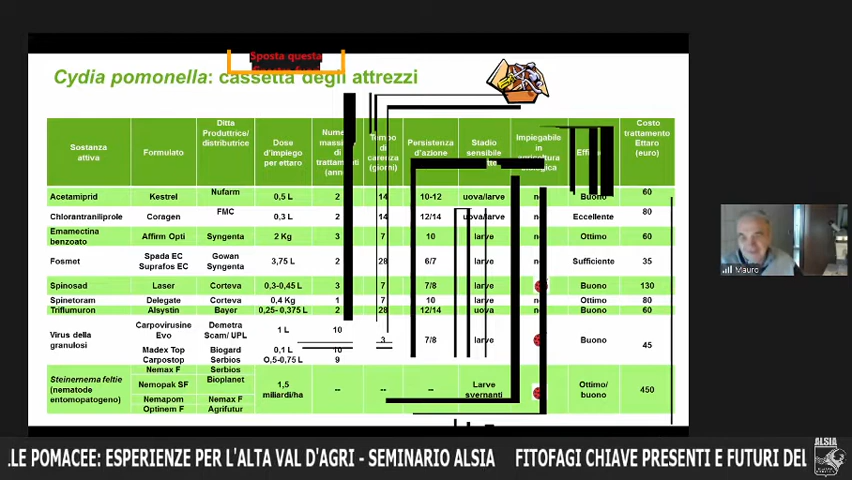 Sposta questa
Cydia pomonella: cassetta degli attrezzi
Sostanza attiva
Formulato
Ditta Produttrice/ distributrice
Dose d'impiego per ettaro
di trattamenti
di carenza (giorni)
Persistenza d'azione
Stadio sensibile
Impiegabile in
Costo trattamento Ettaro (euro)
Acetamiprid Kestrel Nufarm 0,5 L 2 14 10-12 uova/larve Buono 60
Chlorantraniliprole Coragen FMC 0,3 L 2 14 12/14 uova/larve Eccellente 80
Emamectina benzoato Affirm Opti Syngenta 2 Kg 3 7 10 larve Ottimo 60
Fosmet Spada EC Suprafos EC Gowan Syngenta 3,75 L 2 28 6/7 larve Sufficiente 35
Spinosad Laser Corteva 0,3-0,45 L 3 7 7/8 larve Buono 130
Spinetoram Delegate Corteva 0,4 Kg 1 7 10 larve Ottimo 80
Triflumuron Alsystin Bayer 0,25- 0,375 L 2 28 12/14 uova Buono 60
Virus della granulosi Carpovirusine Evo Demetra Scam/ UPL 1 L 10 3 7/8 larve Buono 45
Madex Top Biogard 0,1 L 10
Carpostop Serbios 0,5-0,75 L 9
Steinernema feltie (nematode entomopatogeno) Nemax F Serbios 1,5 miliardi/ha -- -- -- Larve svernanti Ottimo/ buono 450
Nemopak SF Bioplanet
Nemapom Nemax F
Optinem F Agrifutur
Mauro
.LE POMACEE: ESPERIENZE PER L'ALTA VAL D'AGRI - SEMINARIO ALSIA FITOFAGI CHIAVE PRESENTI E FUTURI DEL
ALSIA